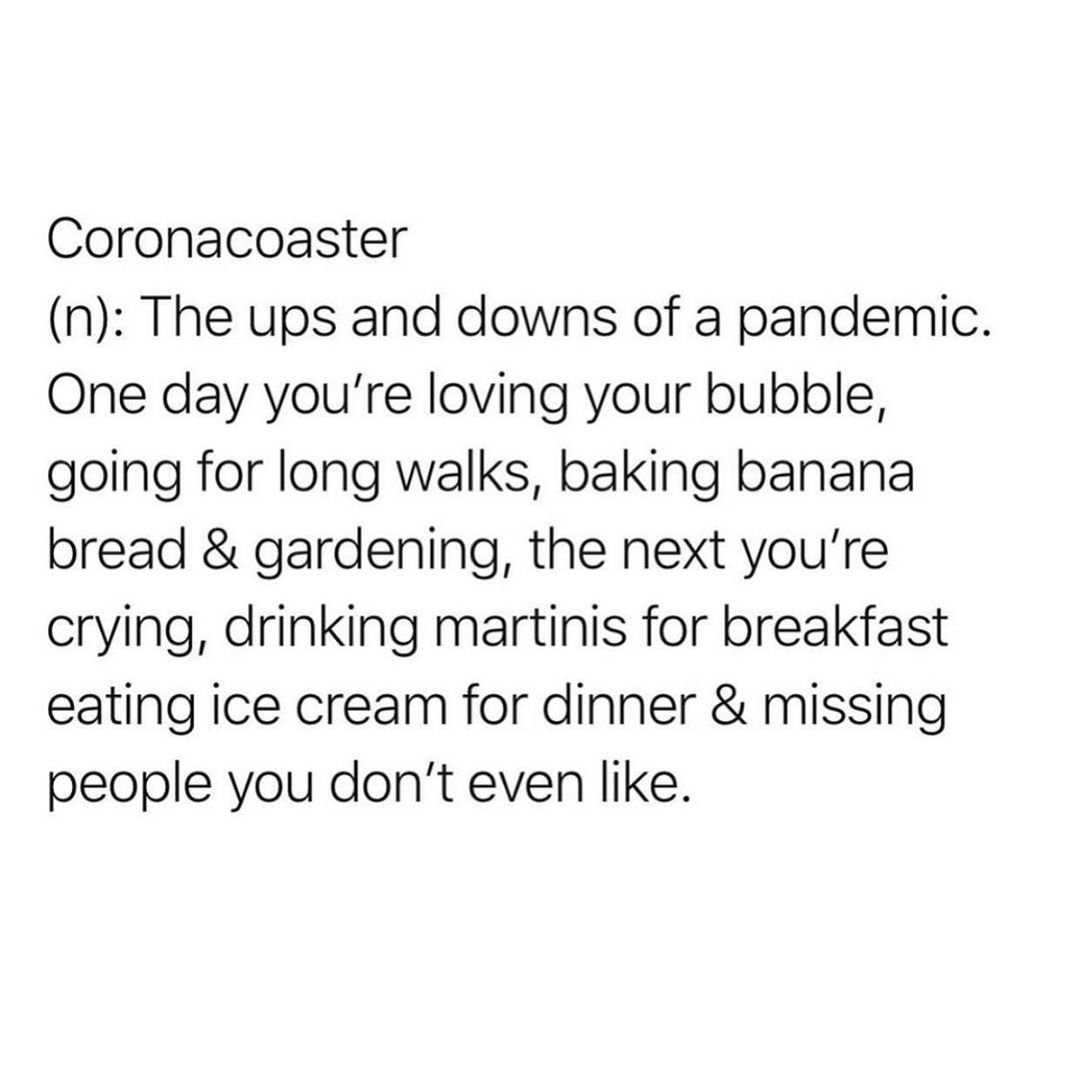 Coronacoaster
(n): The ups and downs of a pandemic.
One day you’re loving your bubble,
going for long walks, baking banana
bread & gardening, the next you’re
crying, drinking martinis for breakfast
eating ice cream for dinner & missing
people you don’t even like.